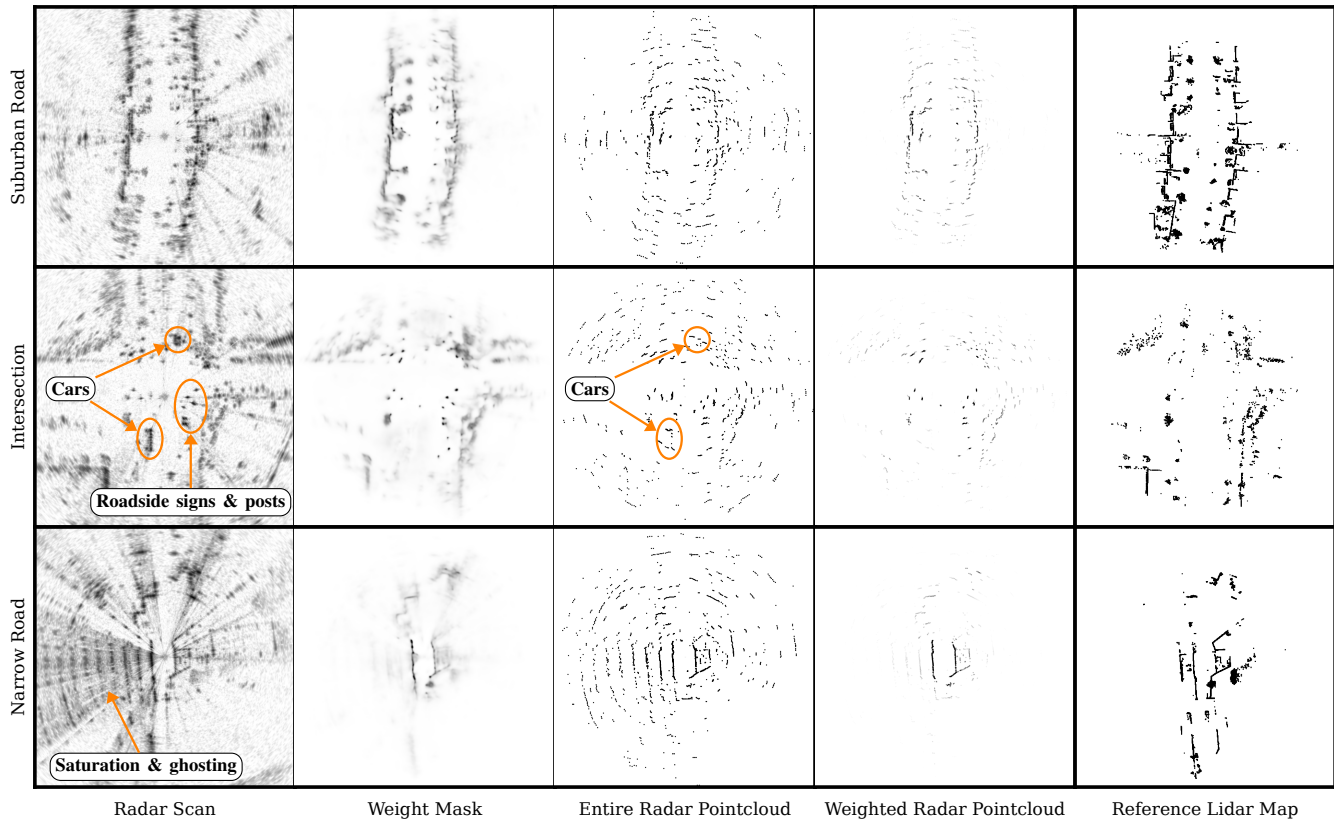 Suburban Road
Intersection
Cars
Cars
Roadside signs & posts
Narrow Road
Saturation & ghosting
Radar Scan
Weight Mask
Entire Radar Pointcloud
Weighted Radar Pointcloud
Reference Lidar Map